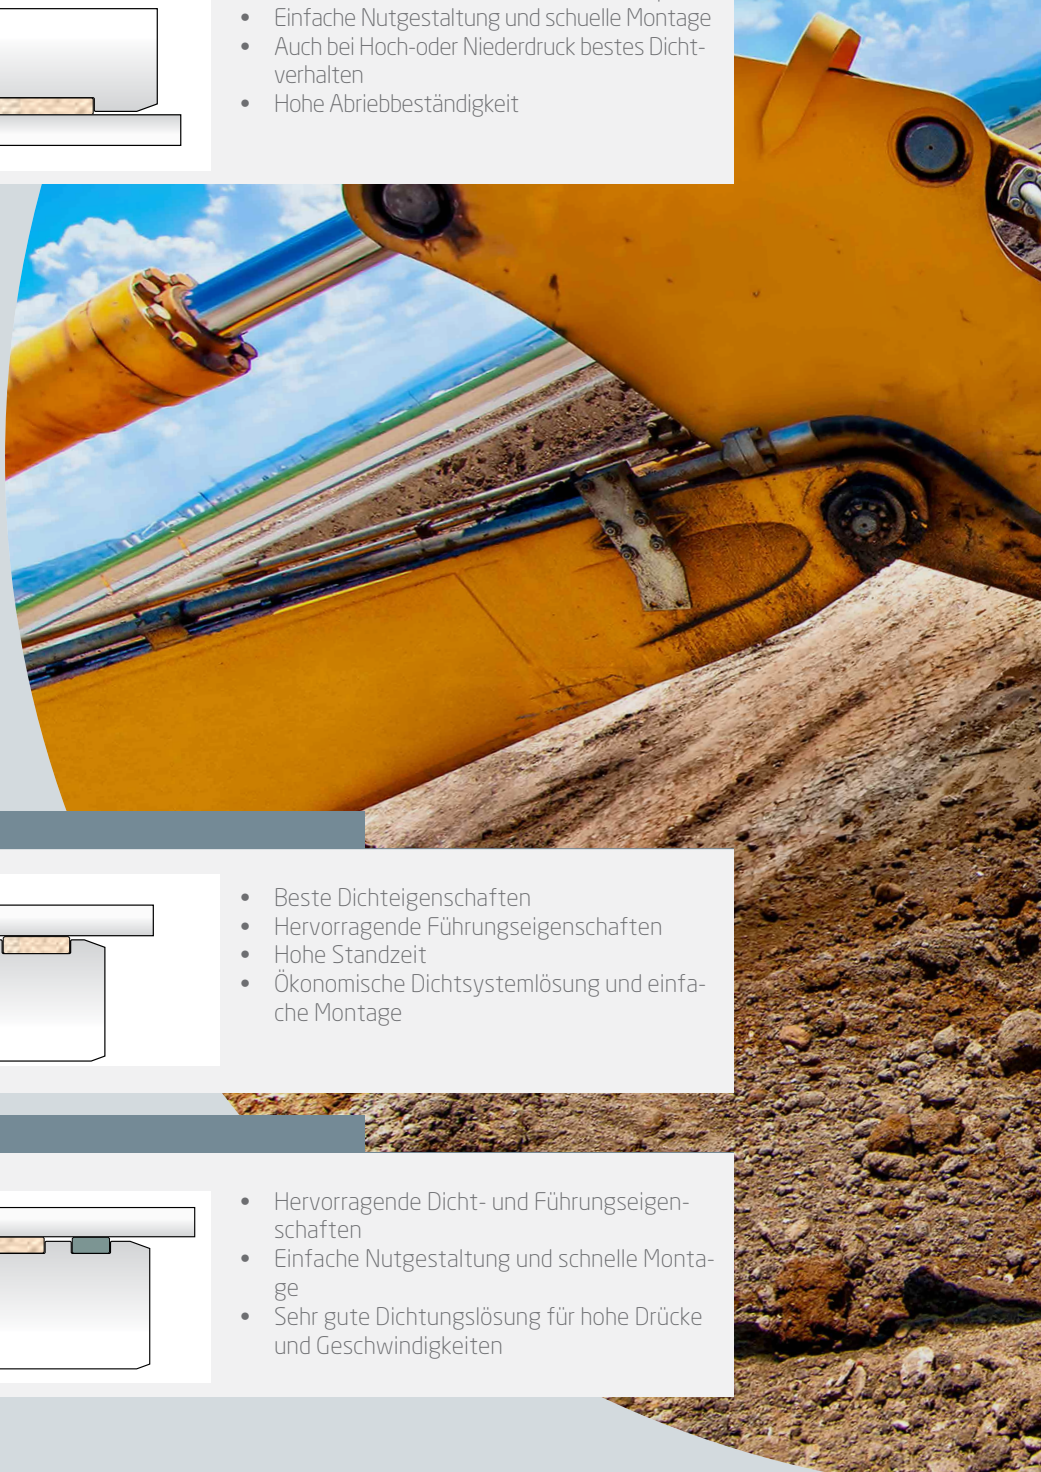 • Einfache Nutgestaltung und schuelle Montage
• Auch bei Hoch-oder Niederdruck bestes Dicht-
verhalten
• Hohe Abriebbeständigkeit
• Beste Dichteigenschaften
• Hervorragende Führungseigenschaften
• Hohe Standzeit
• Ökonomische Dichtsystemlösung und einfa-
che Montage
• Hervorragende Dicht- und Führungseigen-
schaften
• Einfache Nutgestaltung und schnelle Monta-
ge
• Sehr gute Dichtungslösung für hohe Drücke
und Geschwindigkeiten